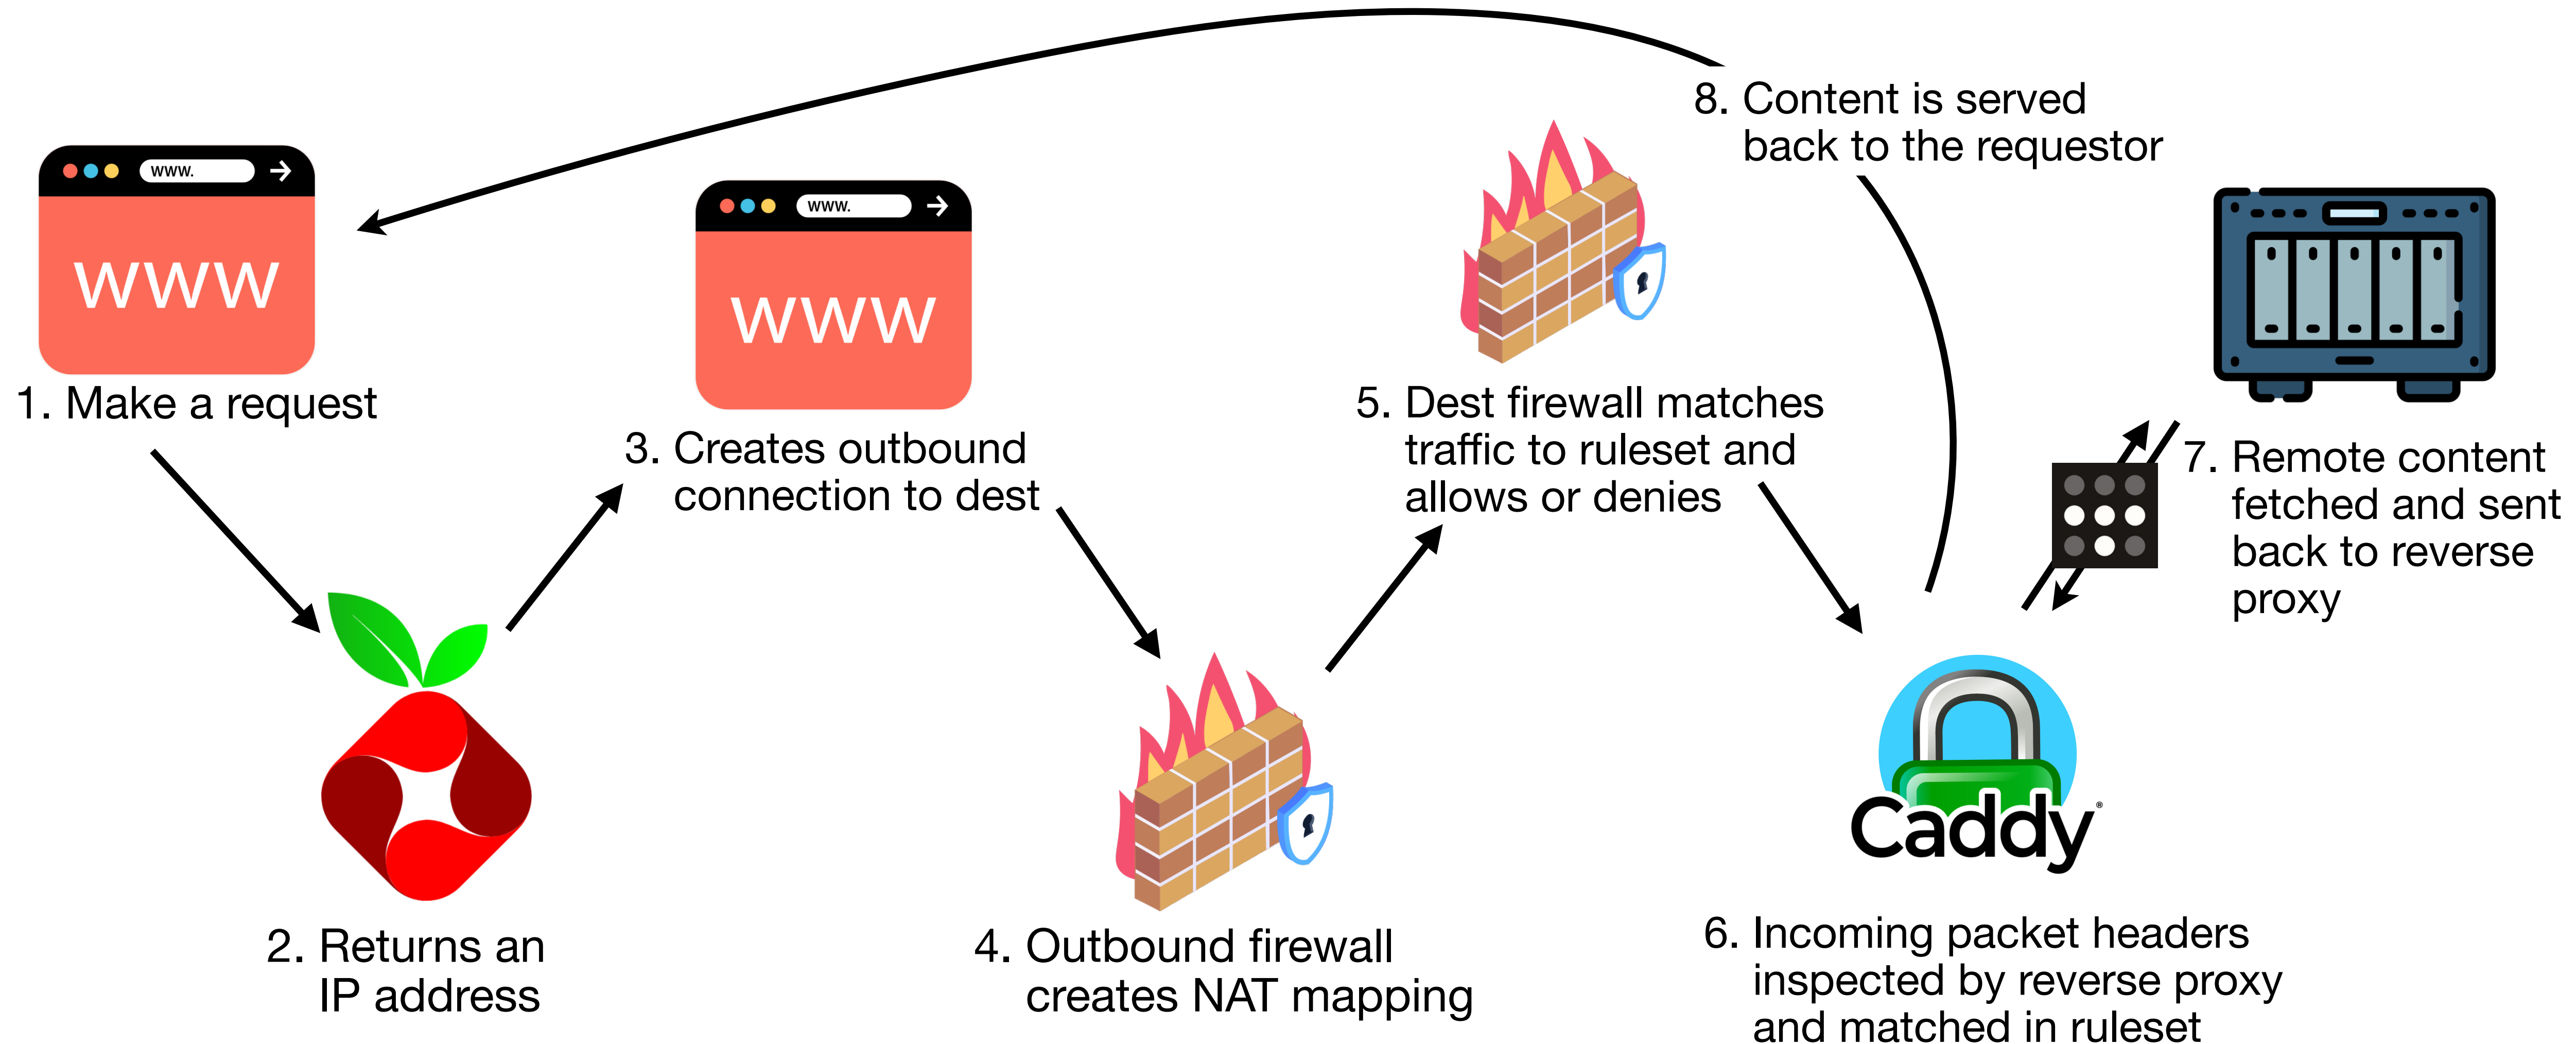 www.
www
1. Make a request
2. Returns an
IP address
www.
www
3. Creates outbound
connection to dest
4. Outbound firewall
creates NAT mapping
5. Dest firewall matches
traffic to ruleset and
allows or denies
Caddy®
6. Incoming packet headers
inspected by reverse proxy
and matched in ruleset
7. Remote content
fetched and sent
back to reverse
proxy
8. Content is served
back to the requestor